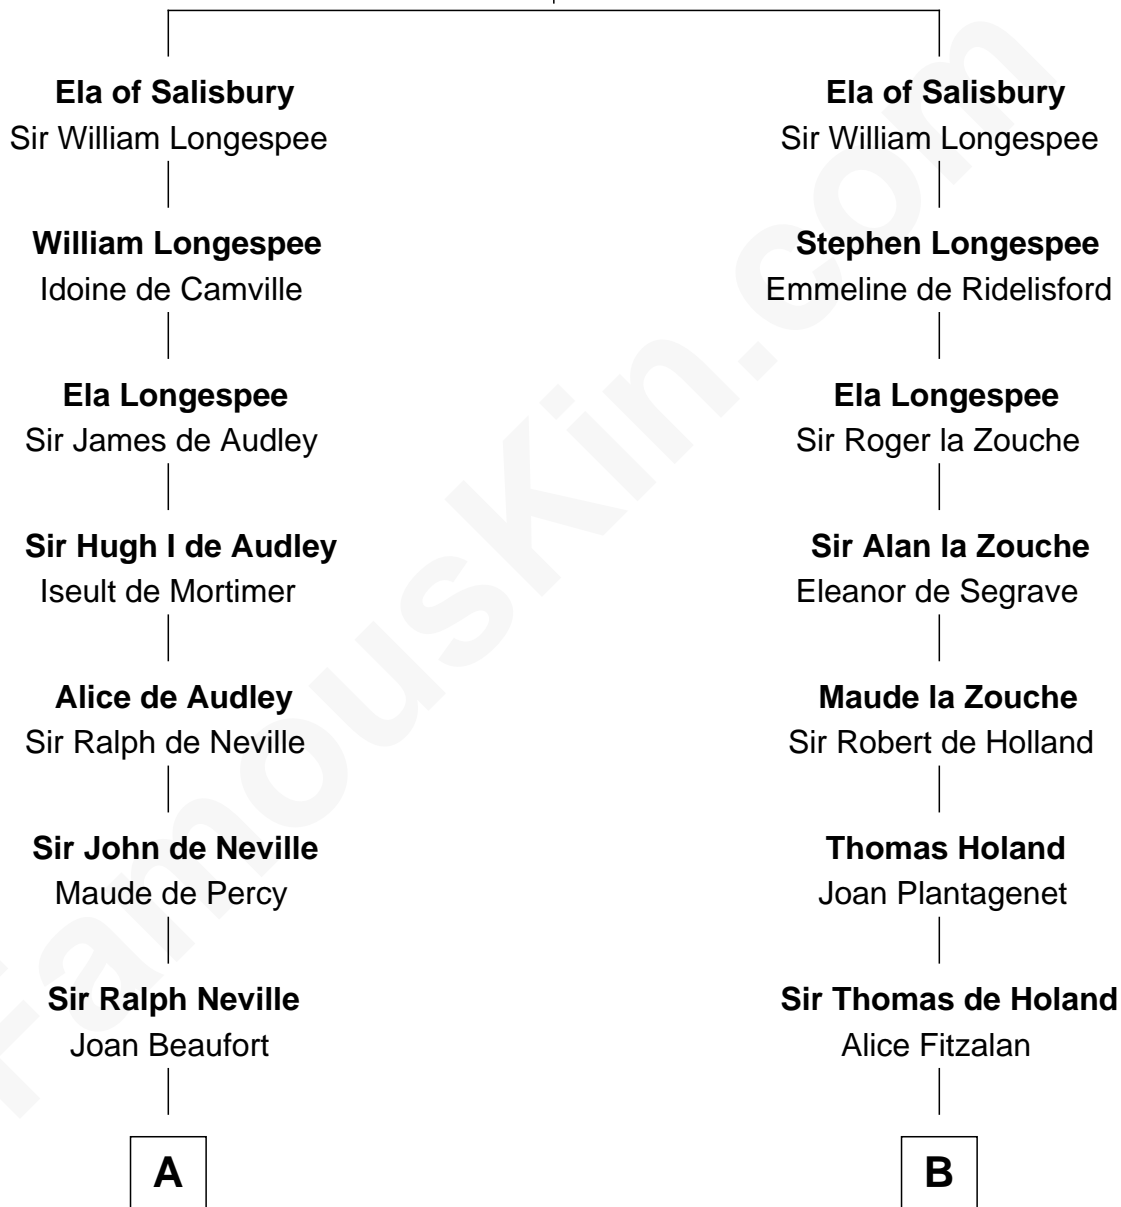 Ela of Salisbury
Sir William Longespee
William Longespee
Idoine de Camville
Ela Longespee
Sir James de Audley
Sir Hugh I de Audley
Iseult de Mortimer
Alice de Audley
Sir Ralph de Neville
Sir John de Neville
Maude de Percy
Sir Ralph Neville
Joan Beaufort
A
Ela of Salisbury
Sir William Longespee
Stephen Longespee
Emmeline de Ridelisford
Ela Longespee
Sir Roger la Zouche
Sir Alan la Zouche
Eleanor de Segrave
Maude la Zouche
Sir Robert de Holland
Thomas Holand
Joan Plantagenet
Sir Thomas de Holand
Alice Fitzalan
B
FamousKin.com